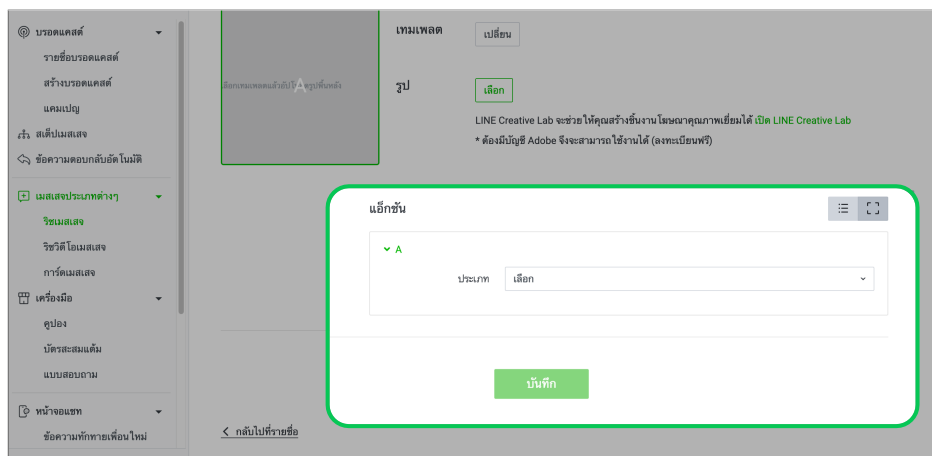 บรอดแคสต์
รายชื่อบรอดแคสต์
สร้างบรอดแคสต์
แคมเปญ
สเต็ปเมสเสจ
ข้อความตอบกลับอัตโนมัติ
เมสเสจประเภทต่างๆ
ริชเมสเสจ
ริชวิดีโอเมสเสจ
การ์ดเมสเสจ
เครื่องมือ
คูปอง
บัตรสะสมแต้ม
แบบสอบถาม
หน้าจอแชท
ข้อความทักทายเพื่อนใหม่
เทมเพลต
เปลี่ยน
A
รูป
เลือก
LINE Creative Lab จะช่วยให้คุณสร้างชิ้นงานโฆษณาคุณภาพเยี่ยมได้ เปิด LINE Creative Lab
* ต้องมีบัญชี Adobe จึงจะสามารถใช้งานได้ (ลงทะเบียนฟรี)
แอ็กชัน
A
ประเภท
เลือก
บันทึก
กลับไปที่รายชื่อ